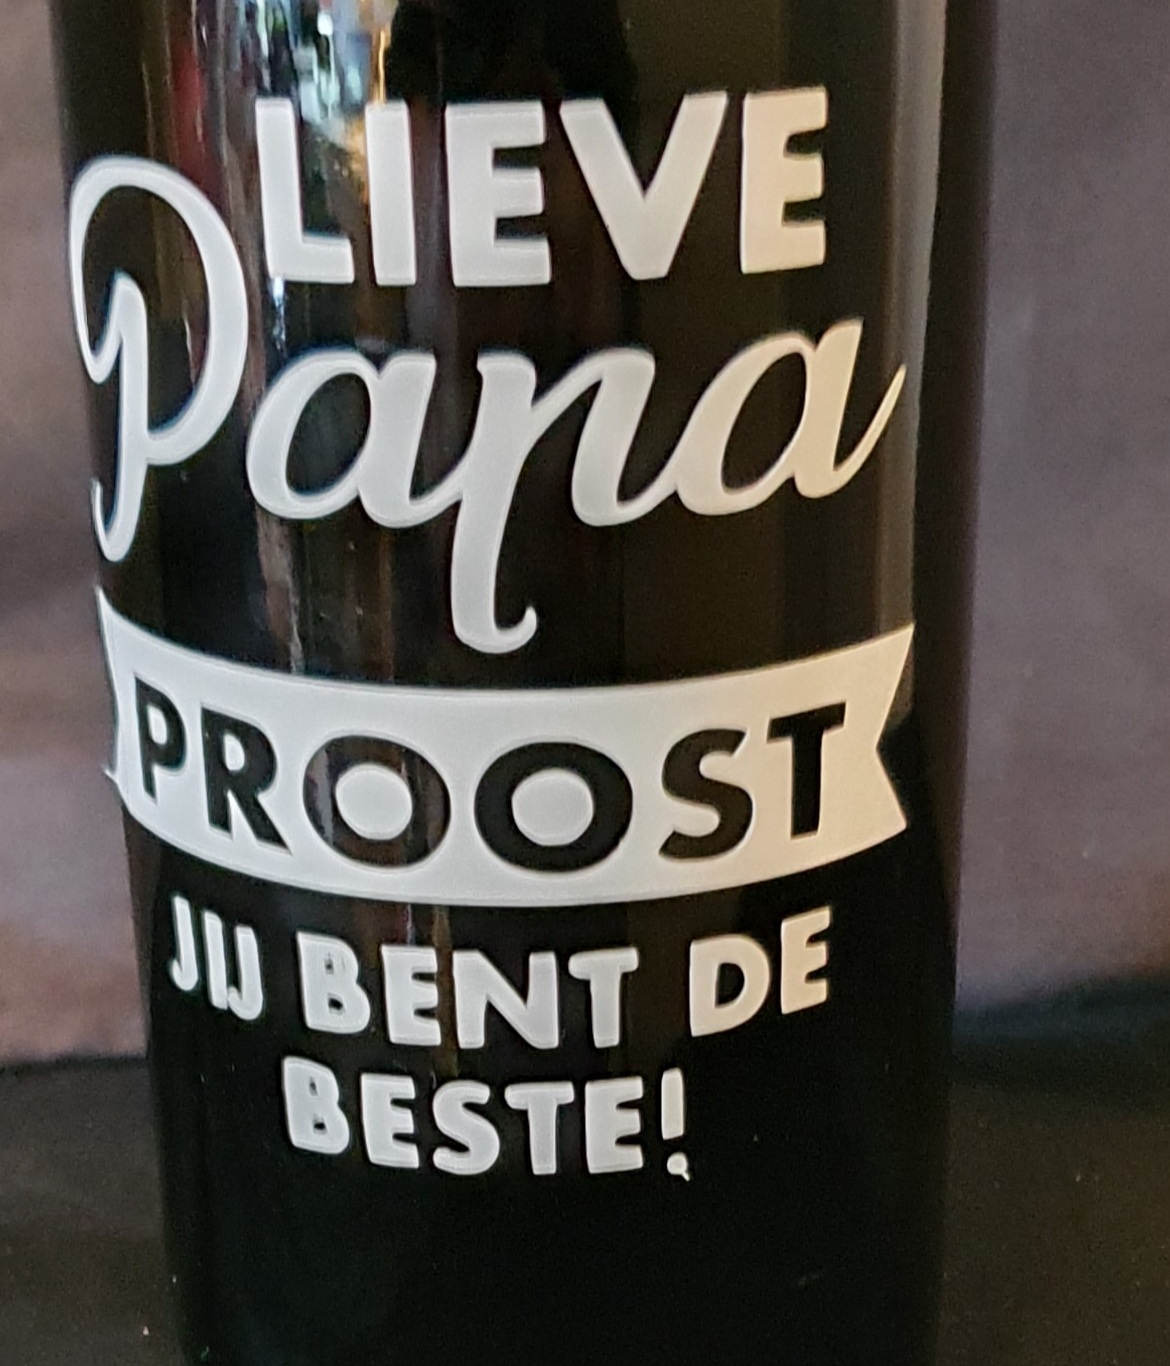 LIEVE
Papa
PROOST
JIJ BENT DE
BESTE!